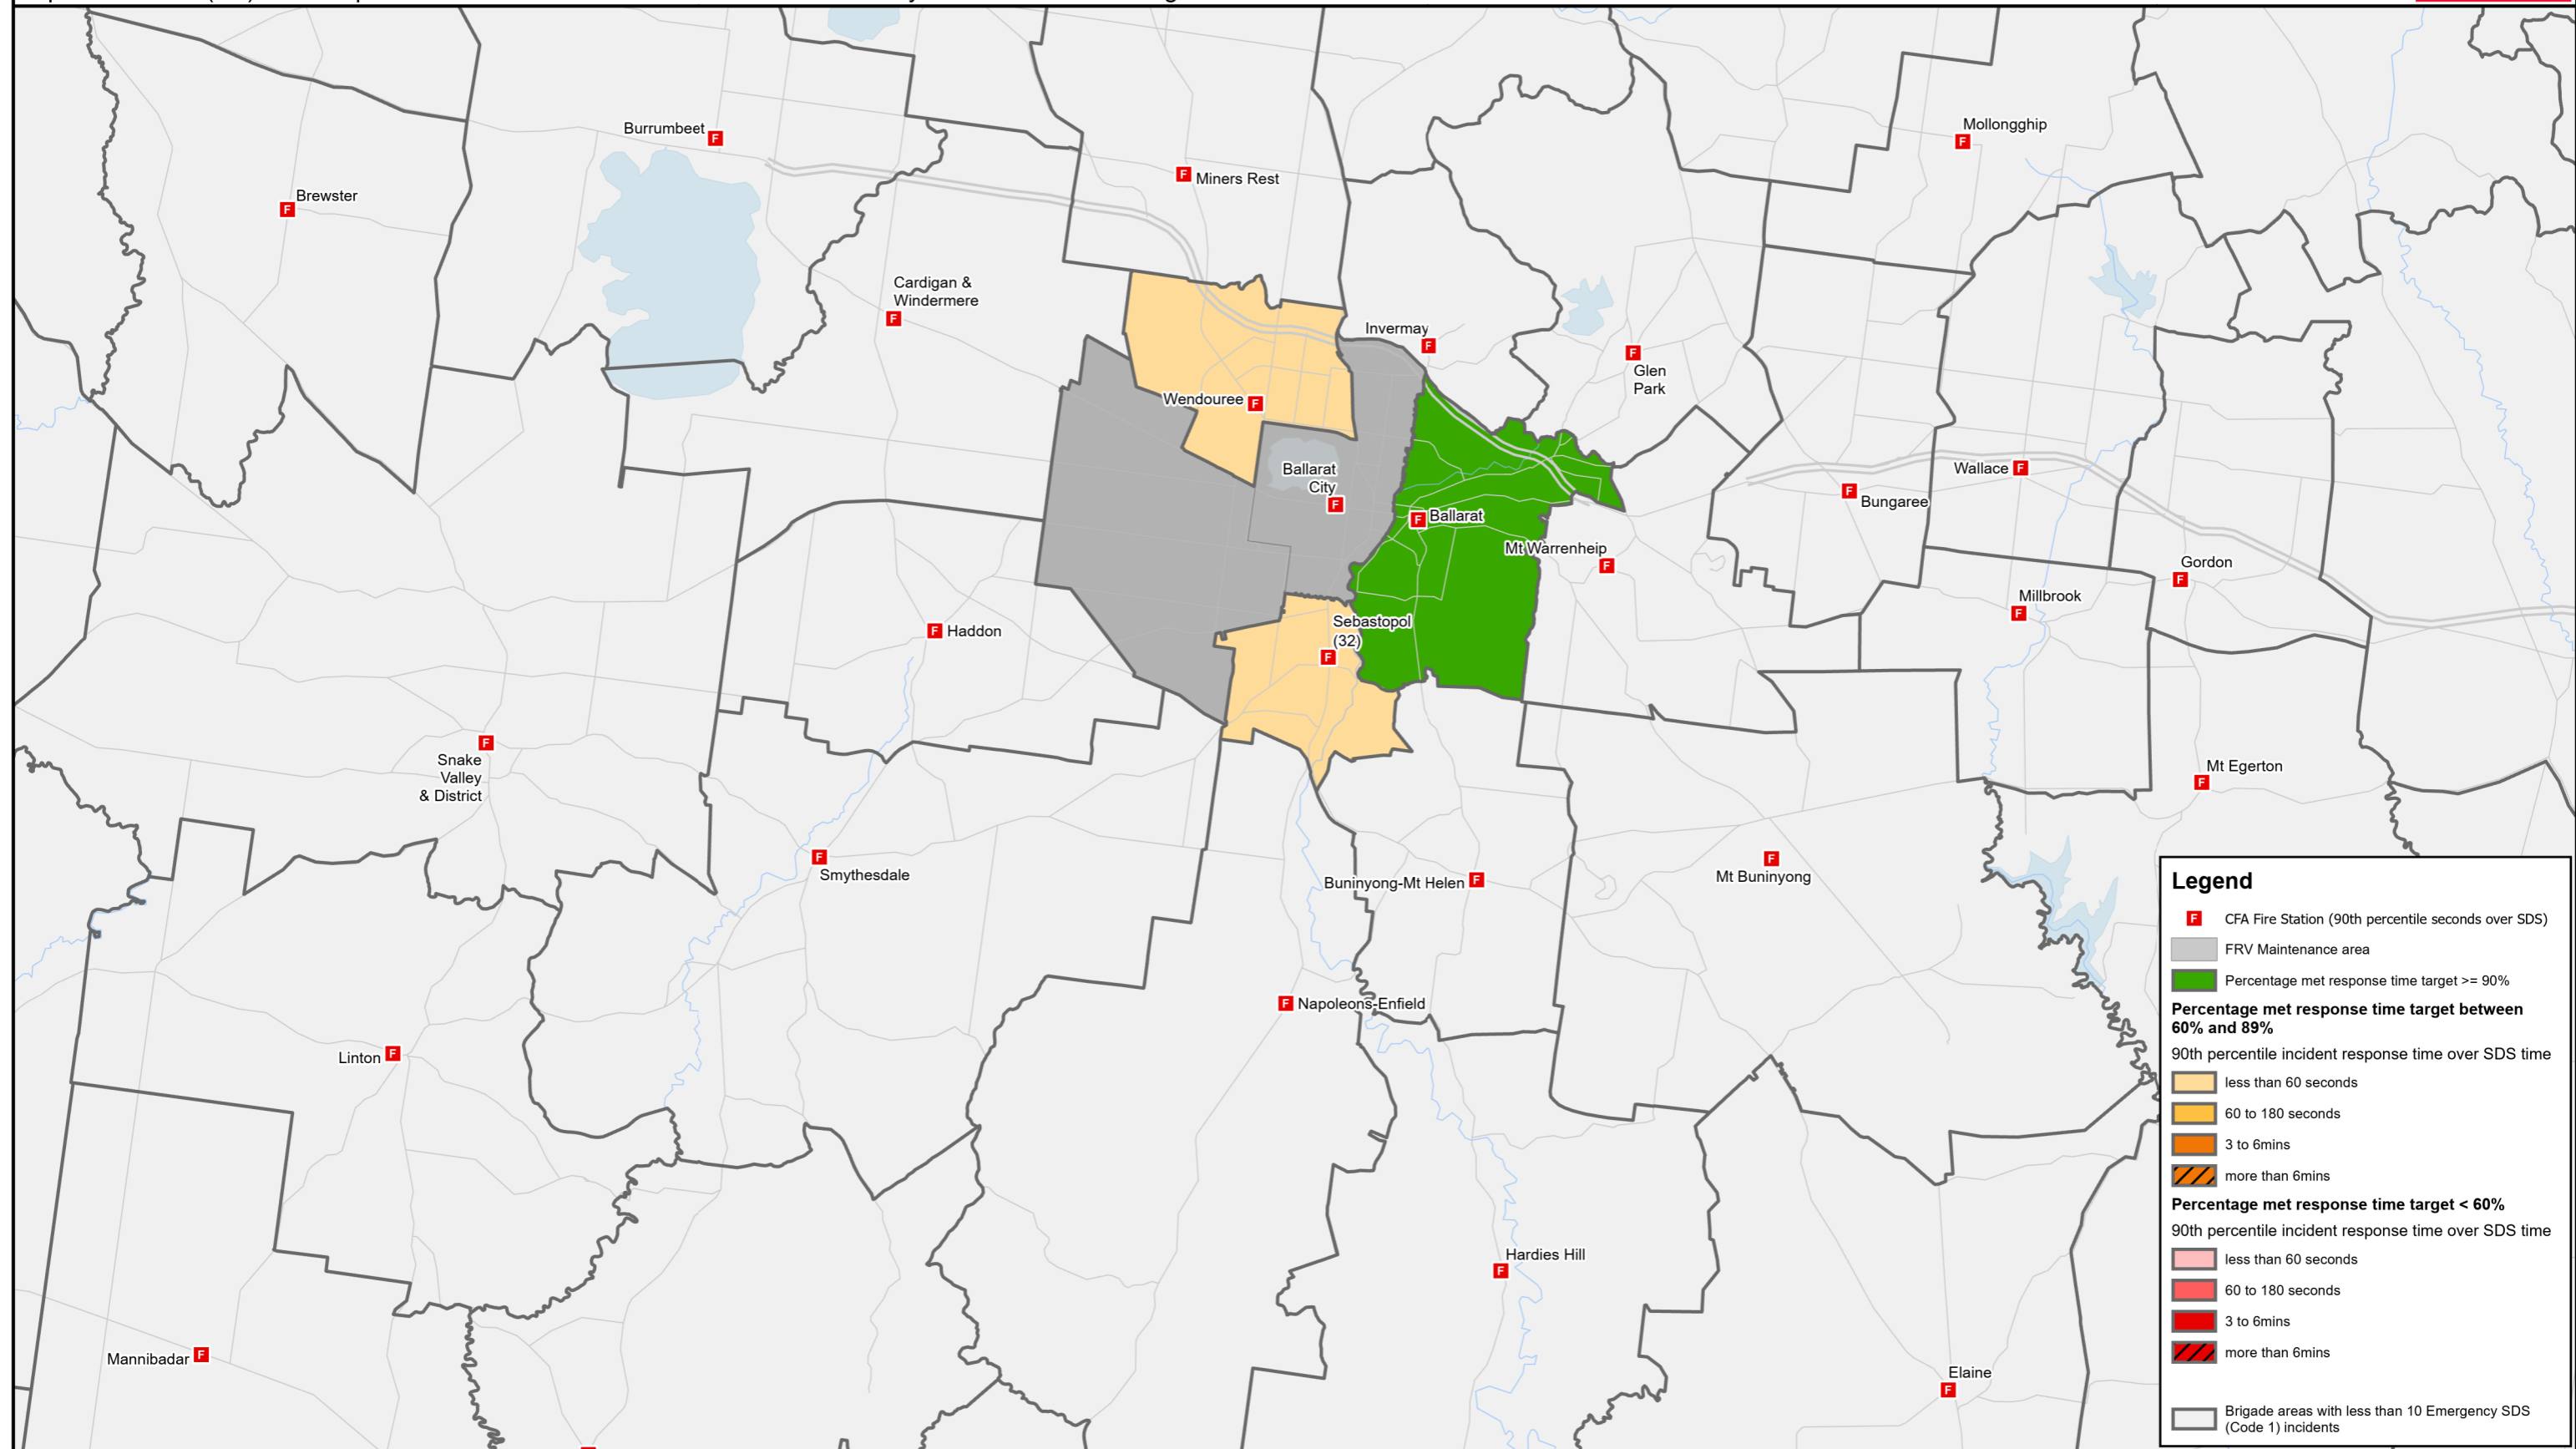 Burrumbeet
Mollongghip
Miners Rest
Brewster
Cardigan &
Windermere
Invermay
Glen
Park
Wendouree
Ballarat
City
Wallace
Bungaree
Ballarat
Mt Warrenheip
Gordon
Millbrook
Sebastopol
(32)
Haddon
Snake
Valley
& District
Mt Egerton
Smythesdale
Buninyong-Mt Helen
Mt Buninyong
Napoleons-Enfield
Linton
Hardies Hill
Mannibadar
Elaine
Legend
F CFA Fire Station (90th percentile seconds over SDS)
FRV Maintenance area
Percentage met response time target >= 90%
Percentage met response time target between
60% and 89%
90th percentile incident response time over SDS time
less than 60 seconds
60 to 180 seconds
3 to 6mins
more than 6mins
Percentage met response time target < 60%
90th percentile incident response time over SDS time
less than 60 seconds
60 to 180 seconds
3 to 6mins
more than 6mins
Brigade areas with less than 10 Emergency SDS
(Code 1) incidents